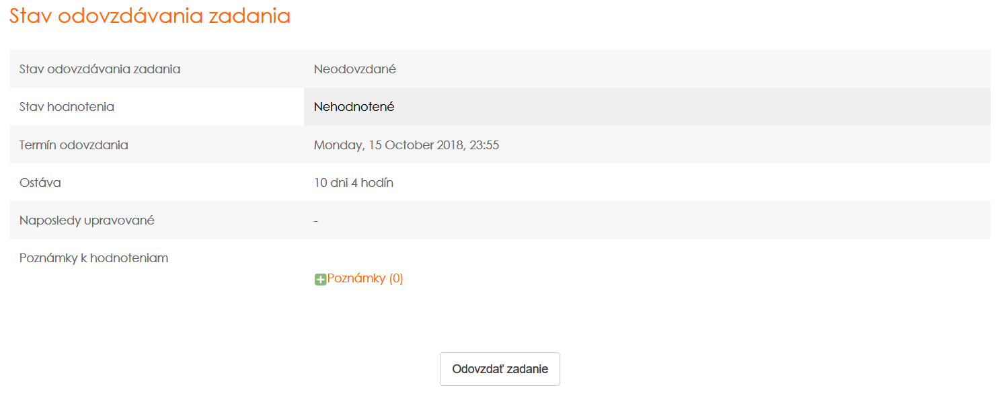 Stav odovzdávania zadania
Stav odovzdávania zadania Neodovzdané
Stav hodnotenia Nehodnotené
Termín odovzdania Monday, 15 October 2018, 23:55
Ostáva 10 dni 4 hodín
Naposledy upravované -
Poznámky k hodnoteniam
Poznámky (0)
Odovzdať zadanie